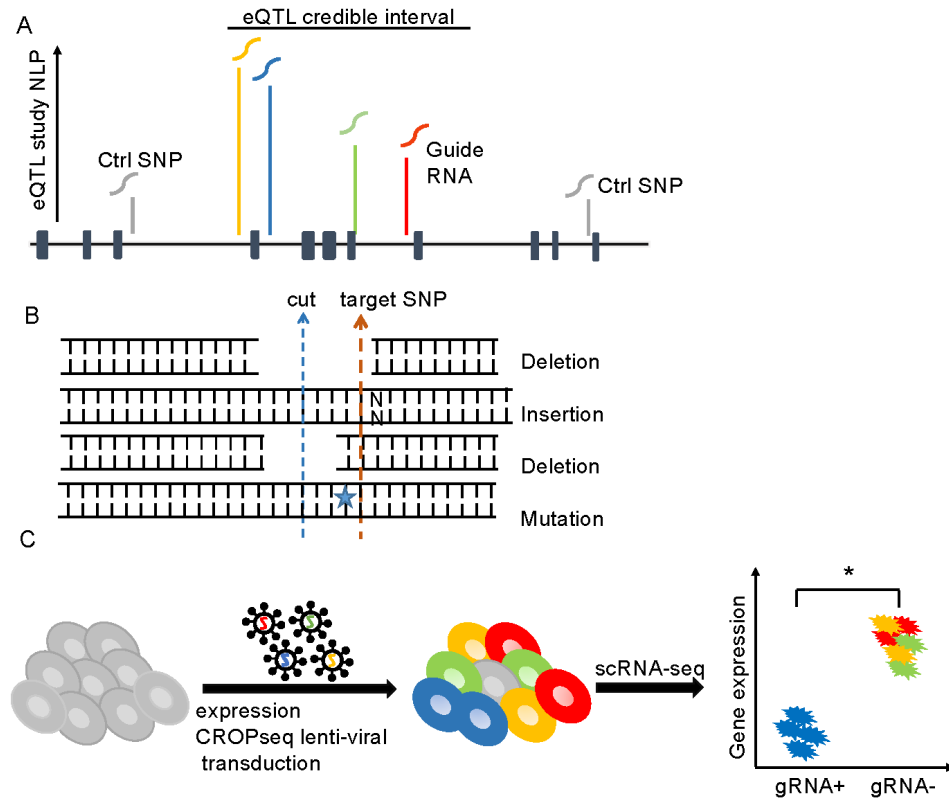 A
eQTL credible interval
eQTL study NLP
Ctrl SNP
Guide
RNA
Ctrl SNP
B
cut
target SNP
Deletion
N
N
Insertion
Deletion
Mutation
C
expression
CROPseq lenti-viral
transduction
scRNA-seq
Gene expression
*
gRNA+
gRNA-